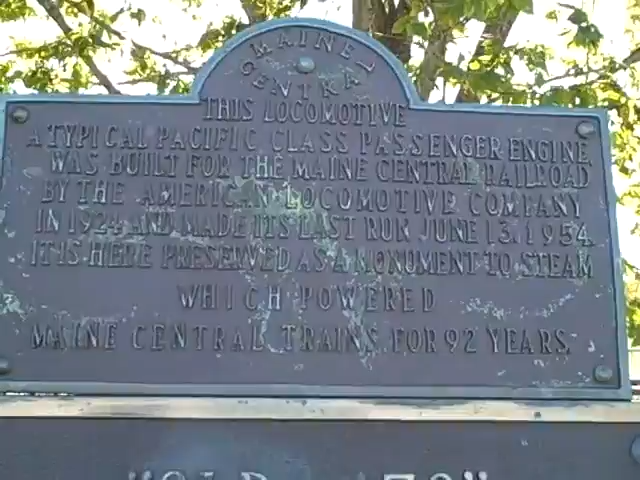 MAINE
CENTRAL
THIS LOCOMOTIVE
A TYPICAL PACIFIC CLASS PASSENGER ENGINE,
WAS BUILT FOR THE MAINE CENTRAL RAILROAD
BY THE AMERICAN LOCOMOTIVE COMPANY
IN 1924 AND MADE ITS LAST RUN JUNE 13, 1954.
IT IS HERE PRESERVED AS A MONUMENT TO STEAM
WHICH POWERED
MAINE CENTRAL TRAINS FOR 92 YEARS.